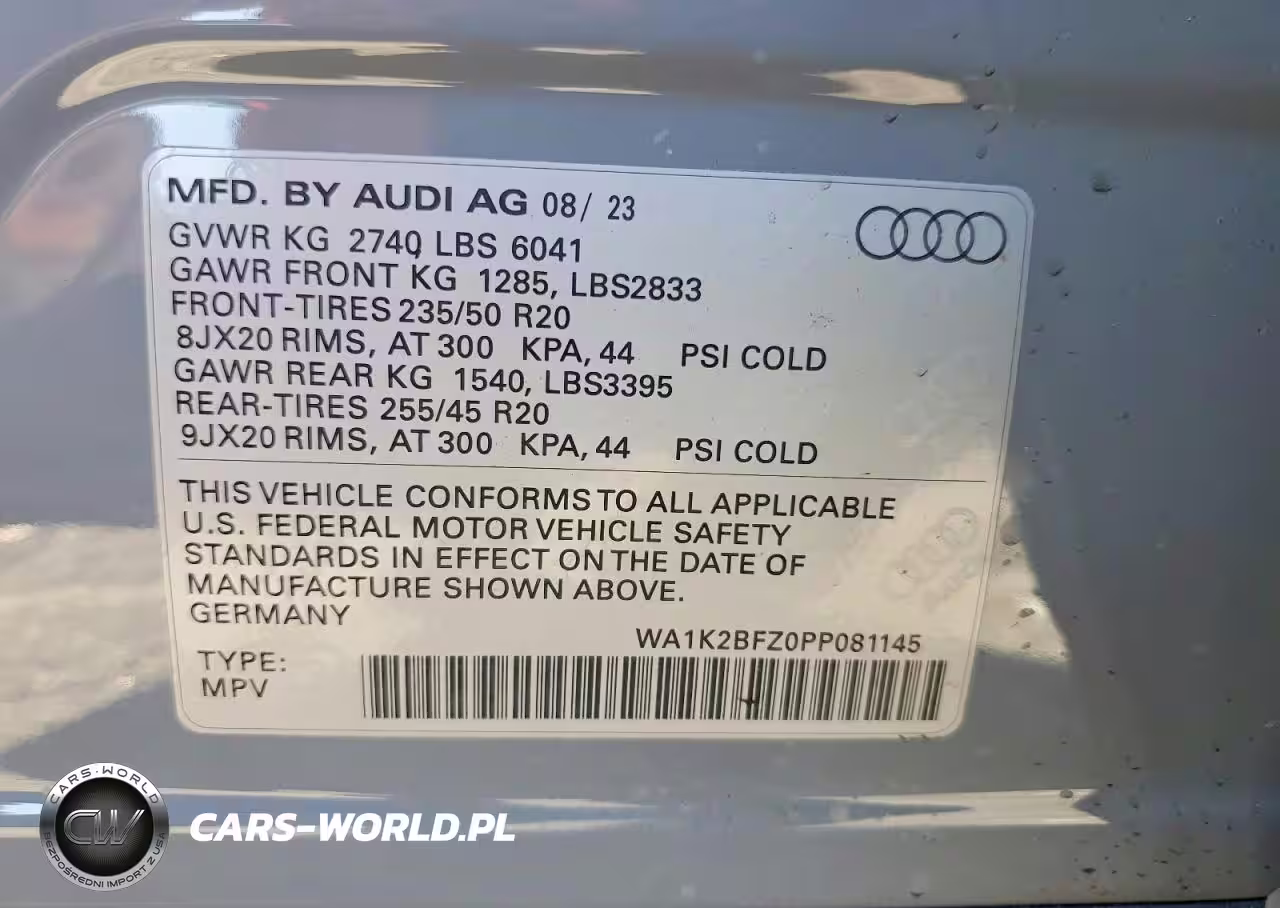 MFD. BY AUDI AG 08/ 23
GVWR KG 2740 LBS 6041
GAWR FRONT KG 1285, LBS2833
FRONT-TIRES 235/50 R20
8JX20 RIMS, AT 300 KPA, 44 PSI COLD
GAWR REAR KG 1540, LBS3395
REAR-TIRES 255/45 R20
9JX20 RIMS, AT 300 KPA, 44 PSI COLD
THIS VEHICLE CONFORMS TO ALL APPLICABLE
U.S. FEDERAL MOTOR VEHICLE SAFETY
STANDARDS IN EFFECT ON THE DATE OF
MANUFACTURE SHOWN ABOVE.
GERMANY
WA1K2BFZ0PP081145
TYPE:
MPV
CARS-WORLD
CW
BEZPOŚREDNI IMPORT Z USA
CARS-WORLD.PL